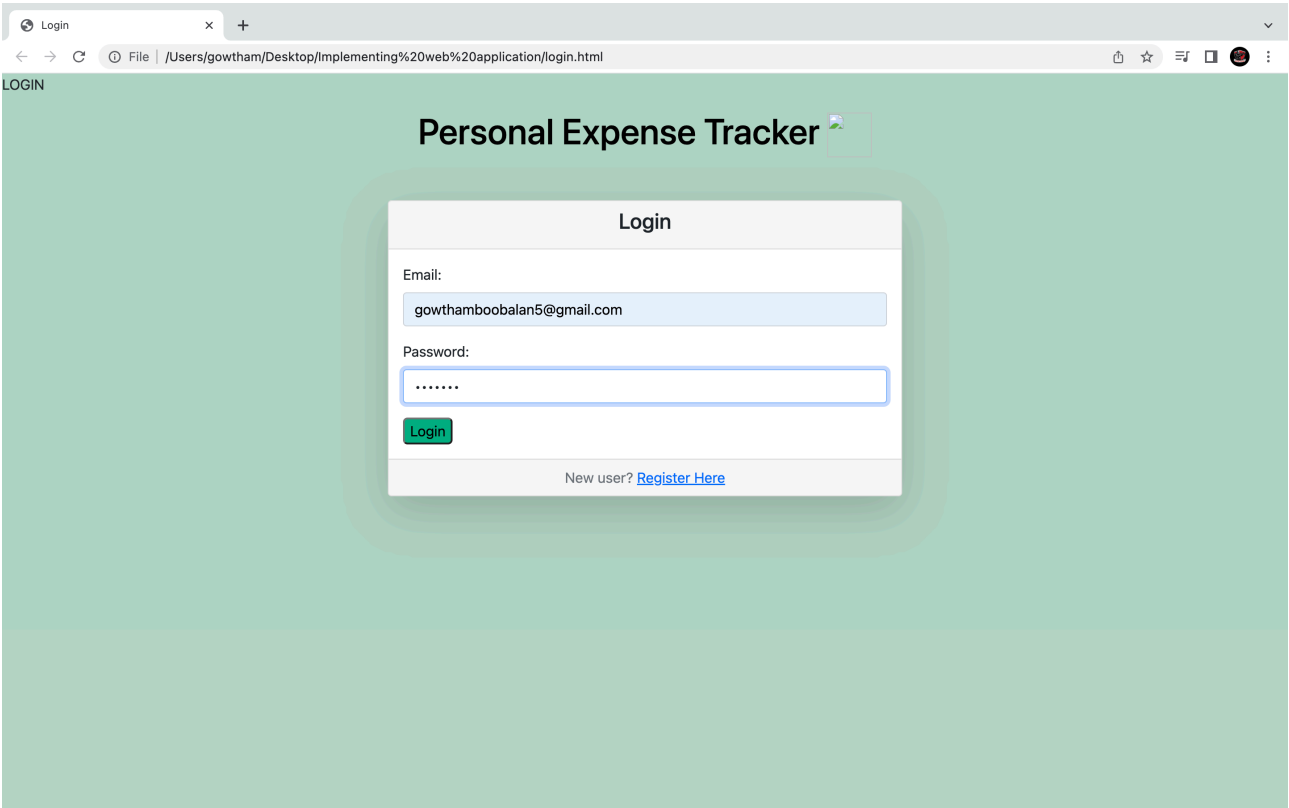 Login
File | /Users/gowtham/Desktop/Implementing%20web%20application/login.html
LOGIN
Personal Expense Tracker
Login
Email:
gowthamboobalan5@gmail.com
Password:
•••••••
Login
New user? Register Here